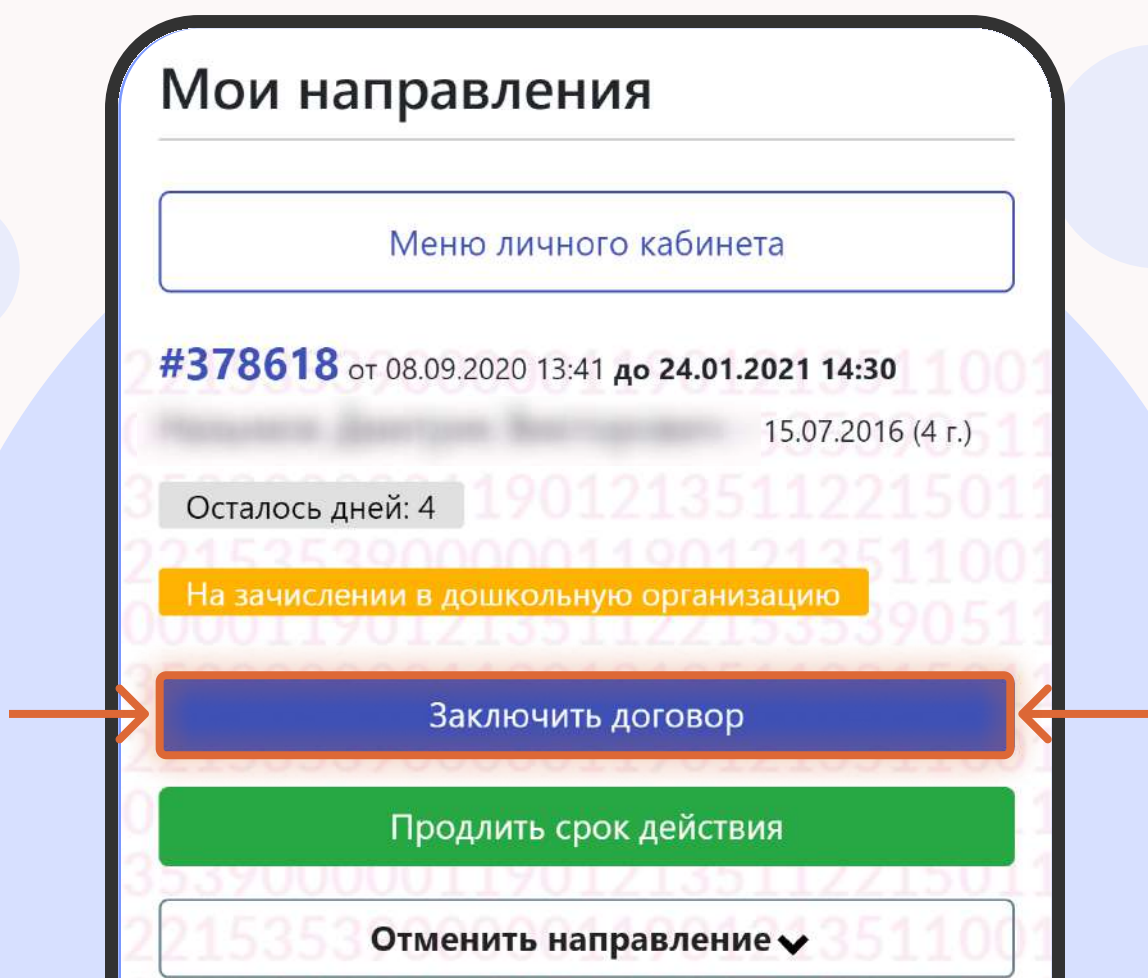 Мои направления
Меню личного кабинета
#378618 от 08.09.2020 13:41 до 24.01.2021 14:30
15.07.2016 (4 г.)
Осталось дней: 4
На зачислении в дошкольную организацию
Заключить договор
Продлить срок действия
Отменить направление